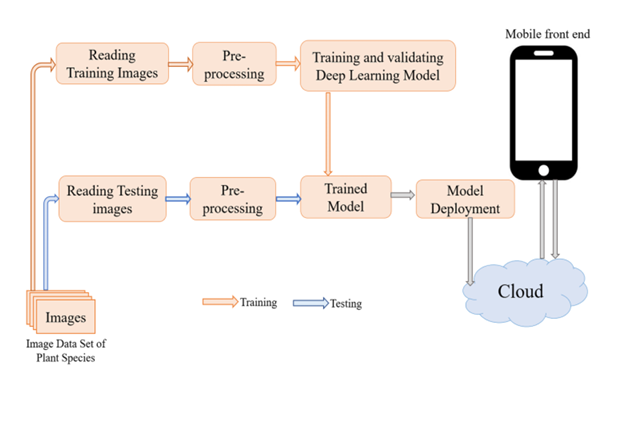 Mobile front end
Reading
Training Images
Pre-
processing
Training and validating
Deep Learning Model
Reading Testing
images
Pre-
processing
Trained
Model
Model
Deployment
Cloud
Images
Training
Testing
Image Data Set of
Plant Species